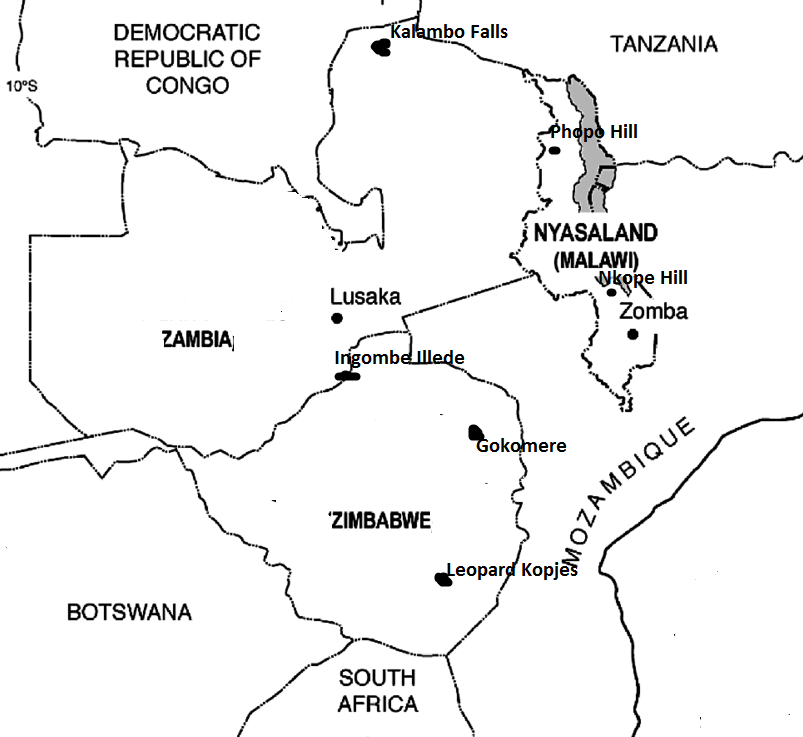 Kalambo Falls
DEMOCRATIC
REPUBLIC OF
CONGO
TANZANIA
10°S
Phopo Hill
NYASALAND
(MALAWI)
Nkope Hill
Lusaka
Zomba
ZAMBIA
Ingombe Illede
Gokomere
MOZAMBIQUE
'ZIMBABWE
Leopard Kopjes
BOTSWANA
SOUTH
AFRICA